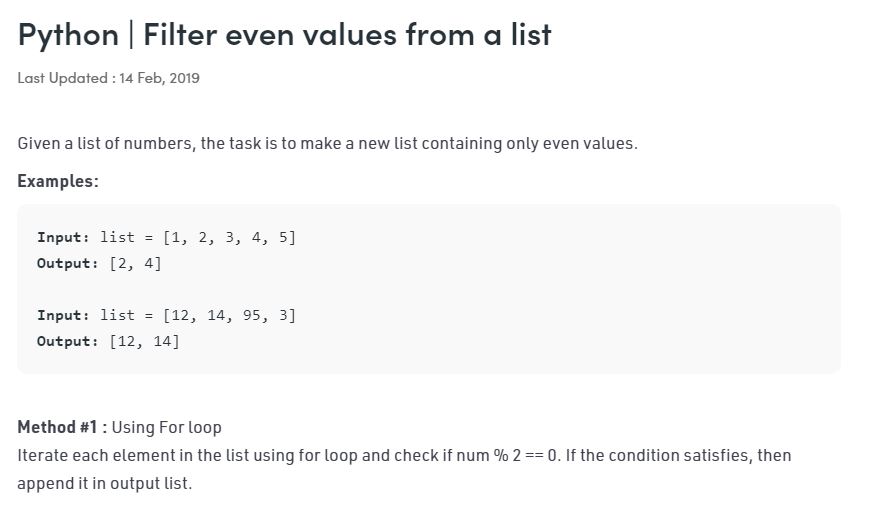 Python | Filter even values from a list
Last Updated : 14 Feb, 2019
Given a list of numbers, the task is to make a new list containing only even values.
Examples:
Input: list = [1, 2, 3, 4, 5]
Output: [2, 4]
Input: list = [12, 14, 95, 3]
Output: [12, 14]
Method #1 : Using For loop
Iterate each element in the list using for loop and check if num % 2 == 0. If the condition satisfies, then
append it in output list.